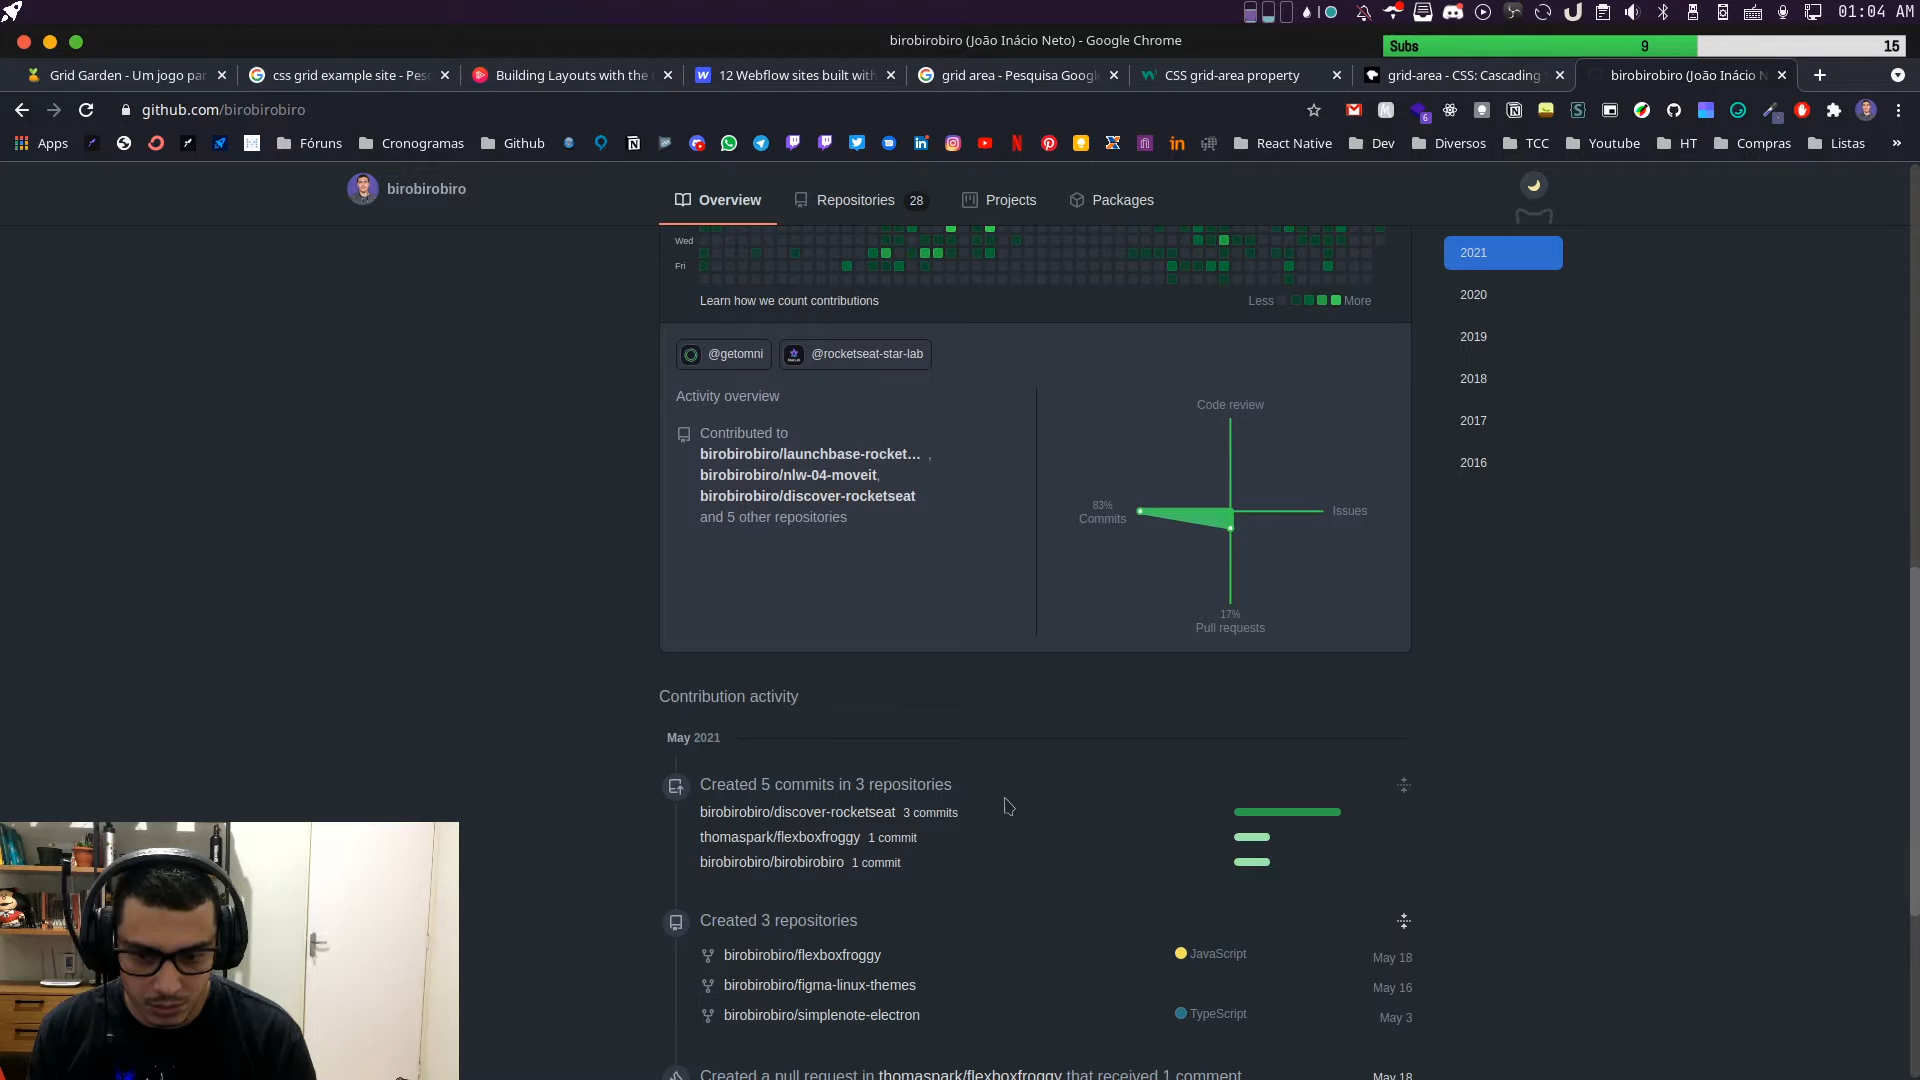 01:04 AM
birobirobiro (João Inácio Neto) - Google Chrome
Subs 9 15
Grid Garden - Um jogo par
css grid example site - Pes
Building Layouts with the
12 Webflow sites built with
grid area - Pesquisa Google
CSS grid-area property
grid-area - CSS: Cascading
birobirobiro (João Inácio N
github.com/birobirobiro
6
Apps
Fóruns
Cronogramas
Github
React Native
Dev
Diversos
TCC
Youtube
HT
Compras
Listas
»
birobirobiro
Overview
Repositories 28
Projects
Packages
2021
2020
2019
2018
2017
2016
Wed
Fri
Learn how we count contributions
Less More
@getomni
@rocketseat-star-lab
Activity overview
Contributed to
birobirobiro/launchbase-rocket… ,
birobirobiro/nlw-04-moveit,
birobirobiro/discover-rocketseat
and 5 other repositories
Code review
83%
Commits
Issues
17%
Pull requests
Contribution activity
May 2021
Created 5 commits in 3 repositories
birobirobiro/discover-rocketseat 3 commits
thomaspark/flexboxfroggy 1 commit
birobirobiro/birobirobiro 1 commit
Created 3 repositories
birobirobiro/flexboxfroggy JavaScript May 18
birobirobiro/figma-linux-themes May 16
birobirobiro/simplenote-electron TypeScript May 3
Created a pull request in thomaspark/flexboxfroggy that received 1 comment May 18